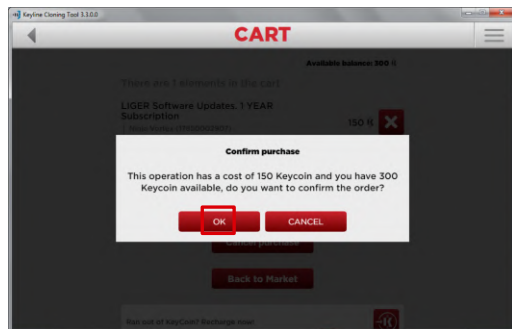 Keyline Cloning Tool 3.3.0.0
CART
Available balance: 300
There are 1 elements in the cart
LIGER Software Updates. 1 YEAR
Subscription
150
Confirm purchase
This operation has a cost of 150 Keycoin and you have 300
Keycoin available, do you want to confirm the order?
OK
CANCEL
Cancel purchase
Back to Market
Ran out of KeyCoin? Recharge now!